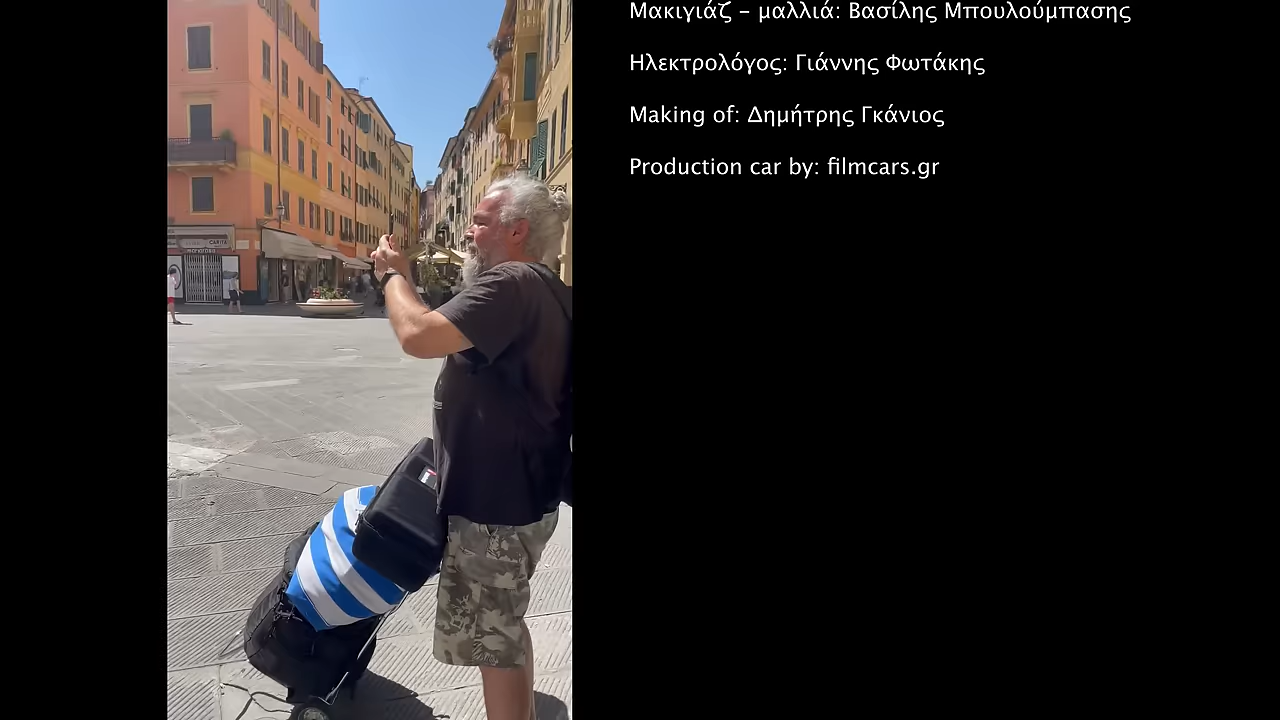 Μακιγιάζ – μαλλιά: Βασίλης Μπουλούμπασης
Ηλεκτρολόγος: Γιάννης Φωτάκης
Making of: Δημήτρης Γκάνιος
Production car by: filmcars.gr